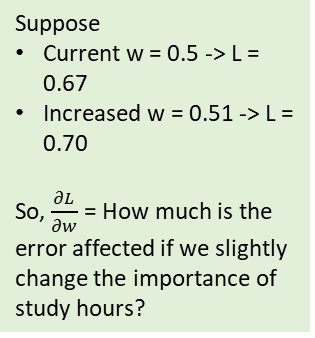 Suppose
• Current w = 0.5 -> L =
0.67
• Increased w = 0.51 -> L =
0.70
So, ∂L/∂w = How much is the
error affected if we slightly
change the importance of
study hours?